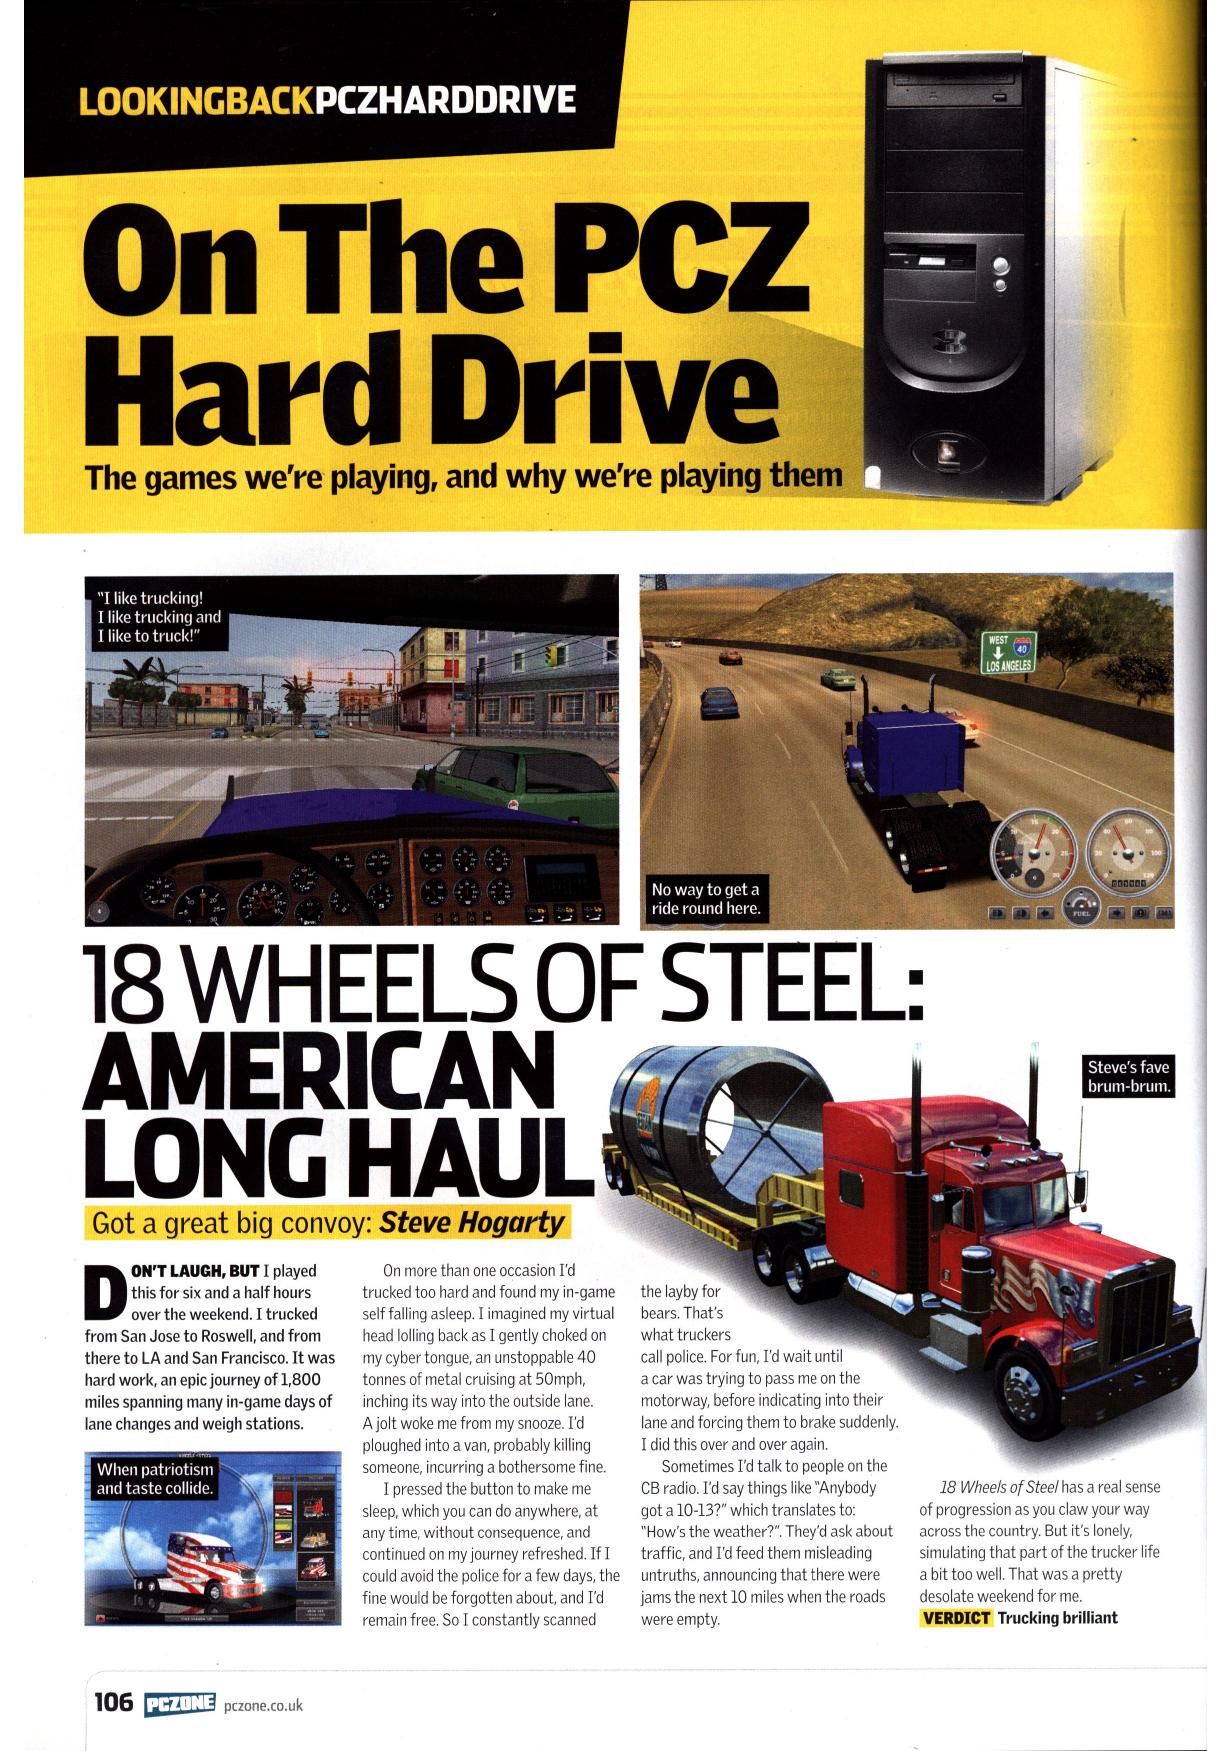 LOOKINGBACKPCZHARDDRIVE
On The PCZ
Hard Drive
The games we're playing, and why we're playing them
"I like trucking!
I like trucking and
I like to truck!"
WEST
40
LOS ANGELES
No way to get a
ride round here.
FUEL
18 WHEELS OF STEEL:
AMERICAN
LONG HAUL
Steve's fave
brum-brum.
Got a great big convoy: Steve Hogarty
DON'T LAUGH, BUT I played
this for six and a half hours
over the weekend. I trucked
from San Jose to Roswell, and from
there to LA and San Francisco. It was
hard work, an epic journey of 1,800
miles spanning many in-game days of
lane changes and weigh stations.
When patriotism
and taste collide.
On more than one occasion I'd
trucked too hard and found my in-game
self falling asleep. I imagined my virtual
head lolling back as I gently choked on
my cyber tongue, an unstoppable 40
tonnes of metal cruising at 50mph,
inching its way into the outside lane.
A jolt woke me from my snooze. I'd
ploughed into a van, probably killing
someone, incurring a bothersome fine.
I pressed the button to make me
sleep, which you can do anywhere, at
any time, without consequence, and
continued on my journey refreshed. If I
could avoid the police for a few days, the
fine would be forgotten about, and I'd
remain free. So I constantly scanned
the layby for
bears. That's
what truckers
call police. For fun, I'd wait until
a car was trying to pass me on the
motorway, before indicating into their
lane and forcing them to brake suddenly.
I did this over and over again.
Sometimes I'd talk to people on the
CB radio. I'd say things like "Anybody
got a 10-13?" which translates to:
"How's the weather?". They'd ask about
traffic, and I'd feed them misleading
untruths, announcing that there were
jams the next 10 miles when the roads
were empty.
18 Wheels of Steel has a real sense
of progression as you claw your way
across the country. But it's lonely,
simulating that part of the trucker life
a bit too well. That was a pretty
desolate weekend for me.
VERDICT Trucking brilliant
106 PCZONE pczone.co.uk